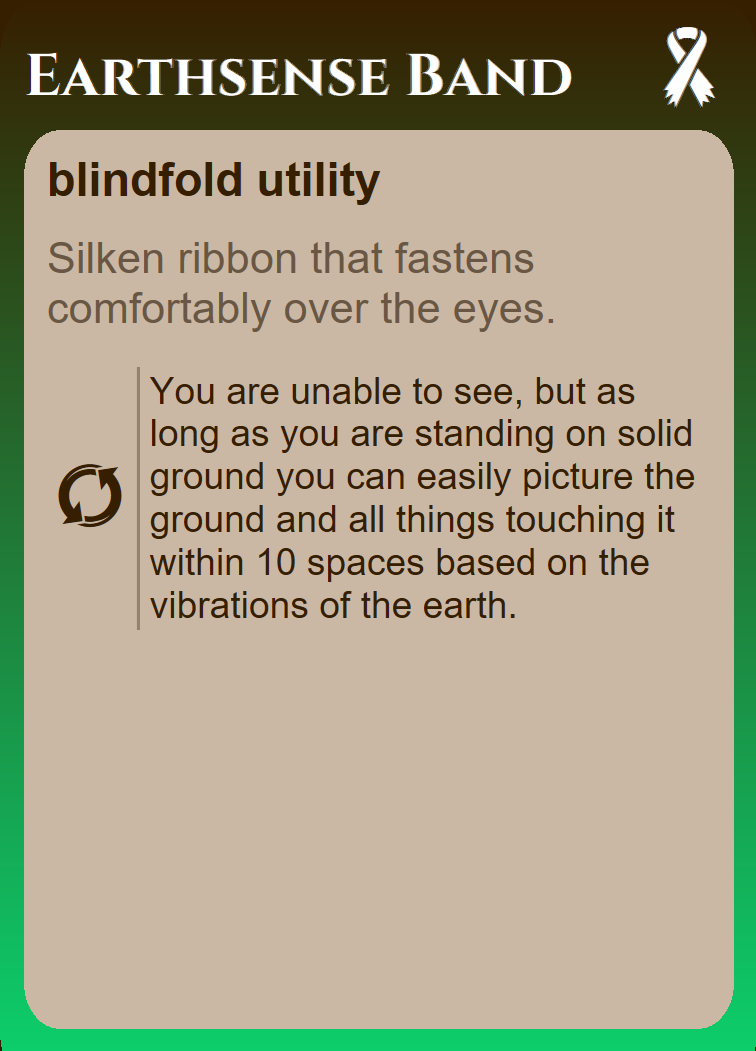 Earthsense Band
blindfold utility
Silken ribbon that fastens
comfortably over the eyes.
You are unable to see, but as
long as you are standing on solid
ground you can easily picture the
ground and all things touching it
within 10 spaces based on the
vibrations of the earth.